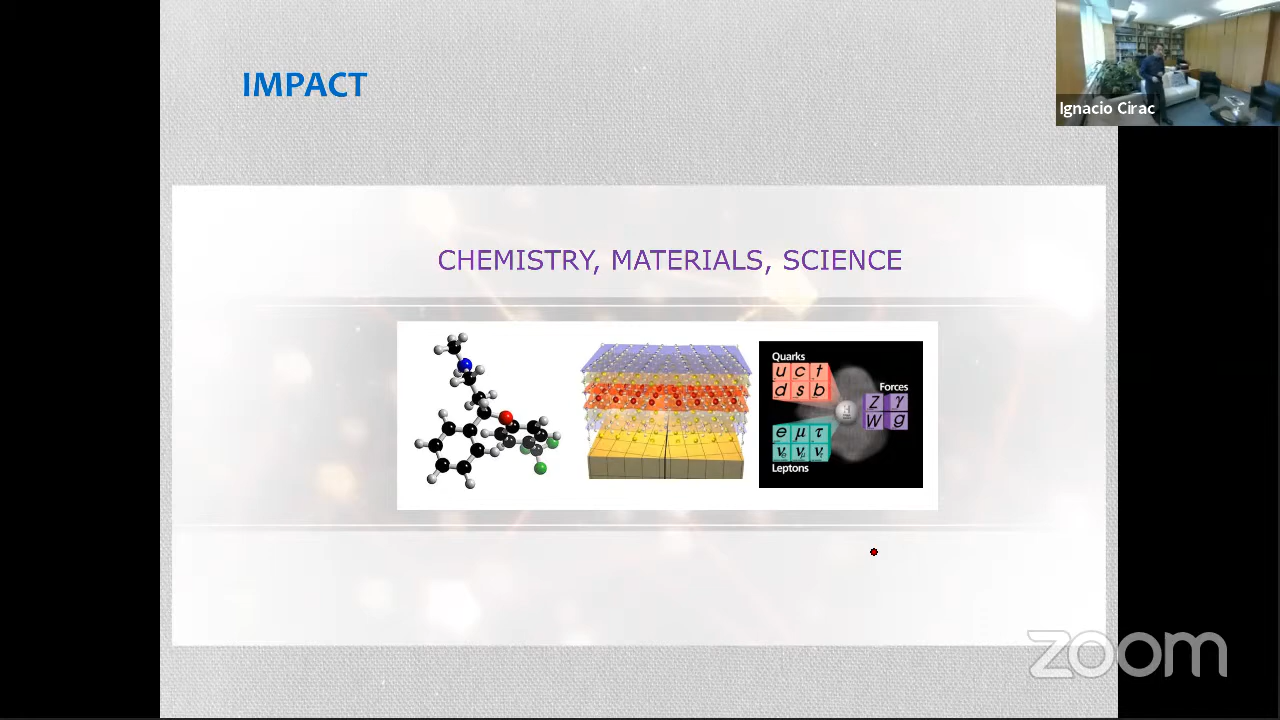 IMPACT
Ignacio Cirac
CHEMISTRY, MATERIALS, SCIENCE
Quarks
u c t
d s b
Forces
Z γ
W g
e μ τ
ν ν ν
Leptons
zoom